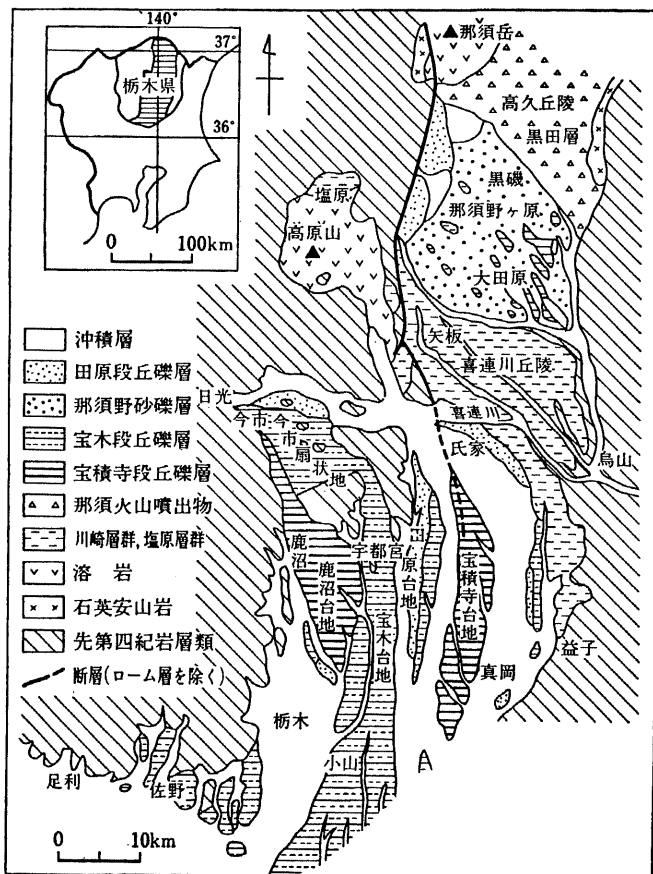 140°
37°
栃木県
36°
0 100km
沖積層
田原段丘礫層
那須野砂礫層
宝木段丘礫層
宝積寺段丘礫層
那須火山噴出物
川崎層群,塩原層群
溶岩
石英安山岩
先第四紀岩層類
断層(ローム層を除く)
0 10km
那須岳
高久丘陵
黒田層
黒磯
那須野ヶ原
大田原
塩原
高原山
矢板
喜連川丘陵
喜連川
氏家
烏山
日光
今市
今市扇状地
鹿沼
鹿沼台地
宇都宮
宝木台地
田原台地
宝積寺台地
真岡
益子
栃木
小山
足利
佐野